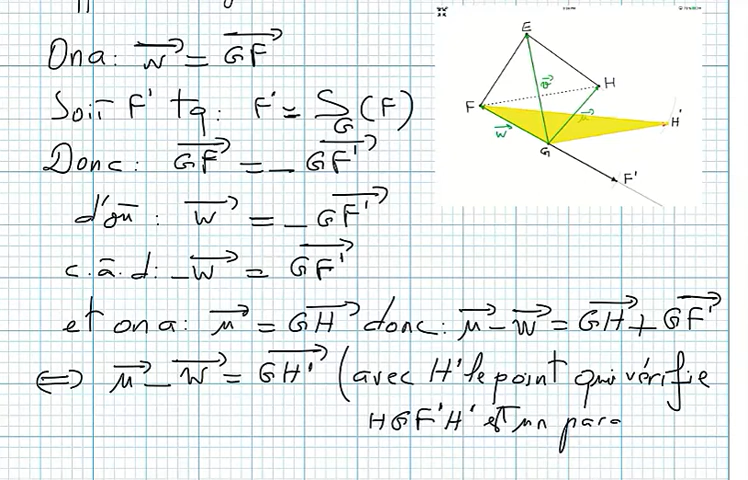 Ona: w = GF
Soit F' tq: F' = S_G(F)
Donc: GF = - GF'
d'où: w = - GF'
c.à.d: - w = GF'
et on a: u = GH donc: u - w = GH + GF'
⇔ u - w = GH' (avec H' le point qui vérifie
HGF'H' est un para
E
H
F
v
u
H'
w
G
F'